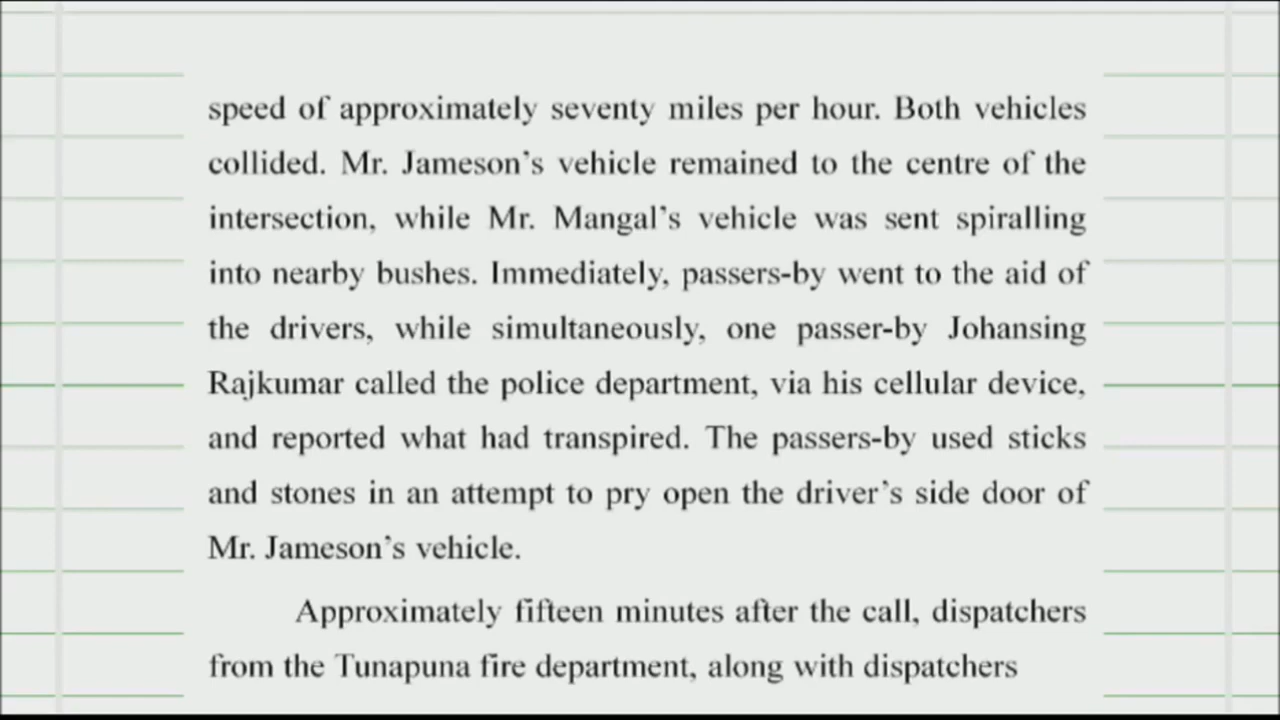 speed of approximately seventy miles per hour. Both vehicles
collided. Mr. Jameson’s vehicle remained to the centre of the
intersection, while Mr. Mangal’s vehicle was sent spiralling
into nearby bushes. Immediately, passers-by went to the aid of
the drivers, while simultaneously, one passer-by Johansing
Rajkumar called the police department, via his cellular device,
and reported what had transpired. The passers-by used sticks
and stones in an attempt to pry open the driver’s side door of
Mr. Jameson’s vehicle.
Approximately fifteen minutes after the call, dispatchers
from the Tunapuna fire department, along with dispatchers